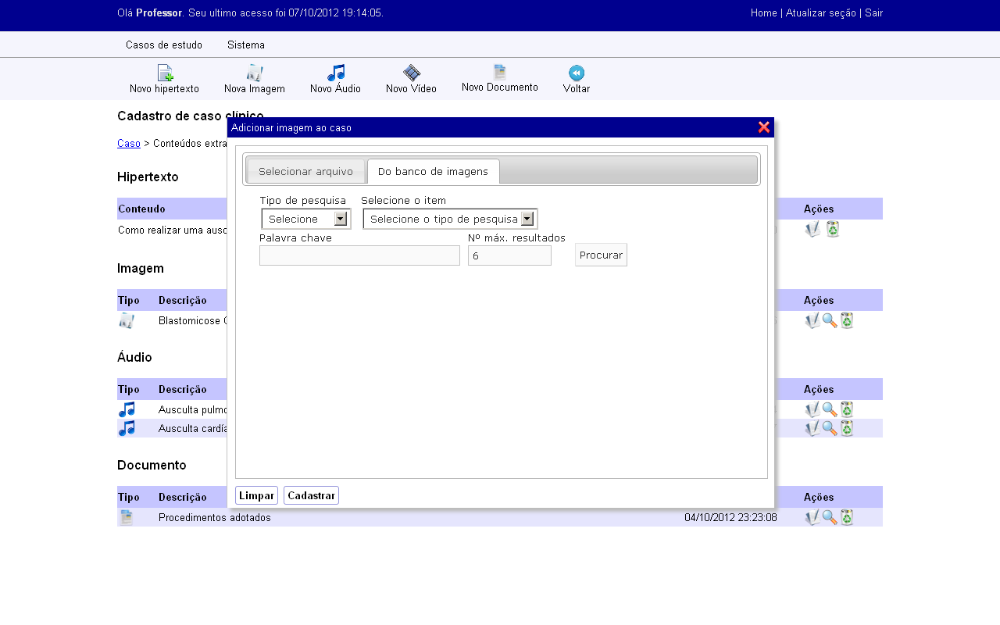 Olá Professor. Seu ultimo acesso foi 07/10/2012 19:14:05.
Home | Atualizar seção | Sair
Casos de estudo Sistema
Novo hipertexto Nova Imagem Novo Áudio Novo Vídeo Novo Documento Voltar
Cadastro de caso clínico
Adicionar imagem ao caso
Caso > Conteúdos extra
Selecionar arquivo Do banco de imagens
Hipertexto
Tipo de pesquisa Selecione o item
Conteudo Ações
Selecione Selecione o tipo de pesquisa
Como realizar uma ausc
Palavra chave Nº máx. resultados
6 Procurar
Imagem
Tipo Descrição Ações
Blastomicose
Áudio
Tipo Descrição Ações
Ausculta pulmo
Ausculta cardía
Documento
Tipo Descrição Ações
Limpar Cadastrar
Procedimentos adotados 04/10/2012 23:23:08